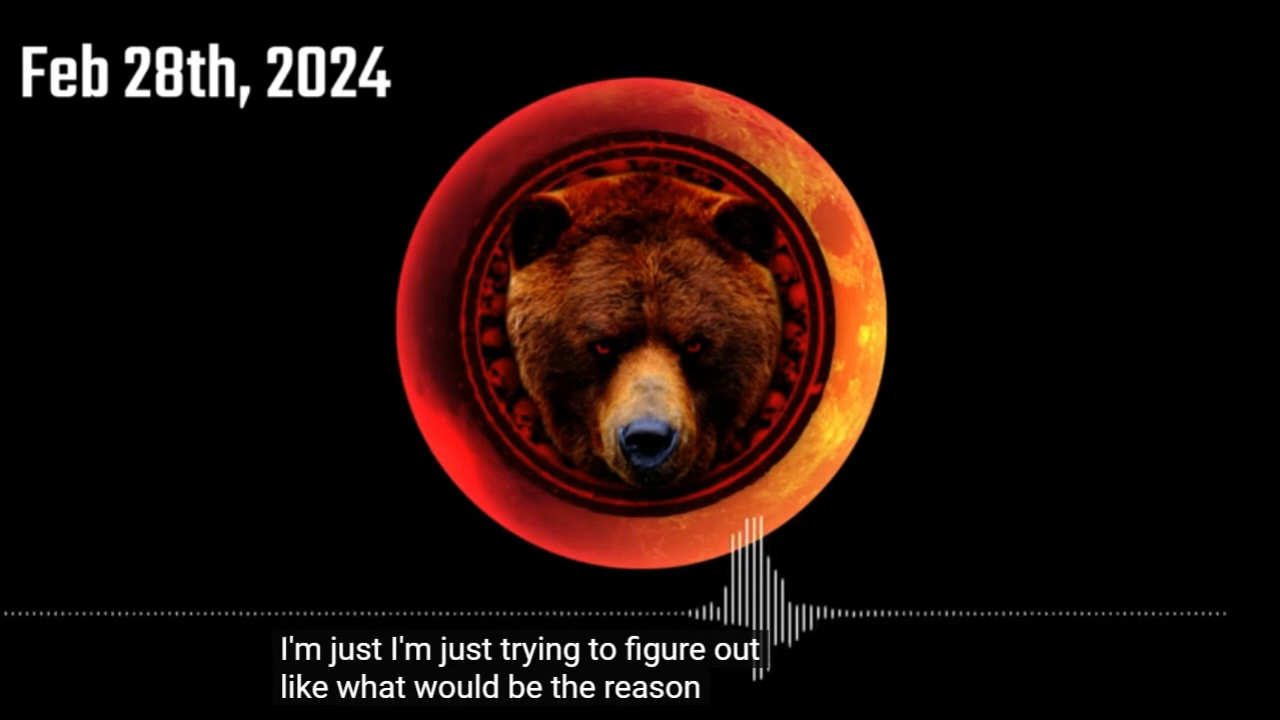 Feb 28th, 2024
I'm just I'm just trying to figure out
like what would be the reason